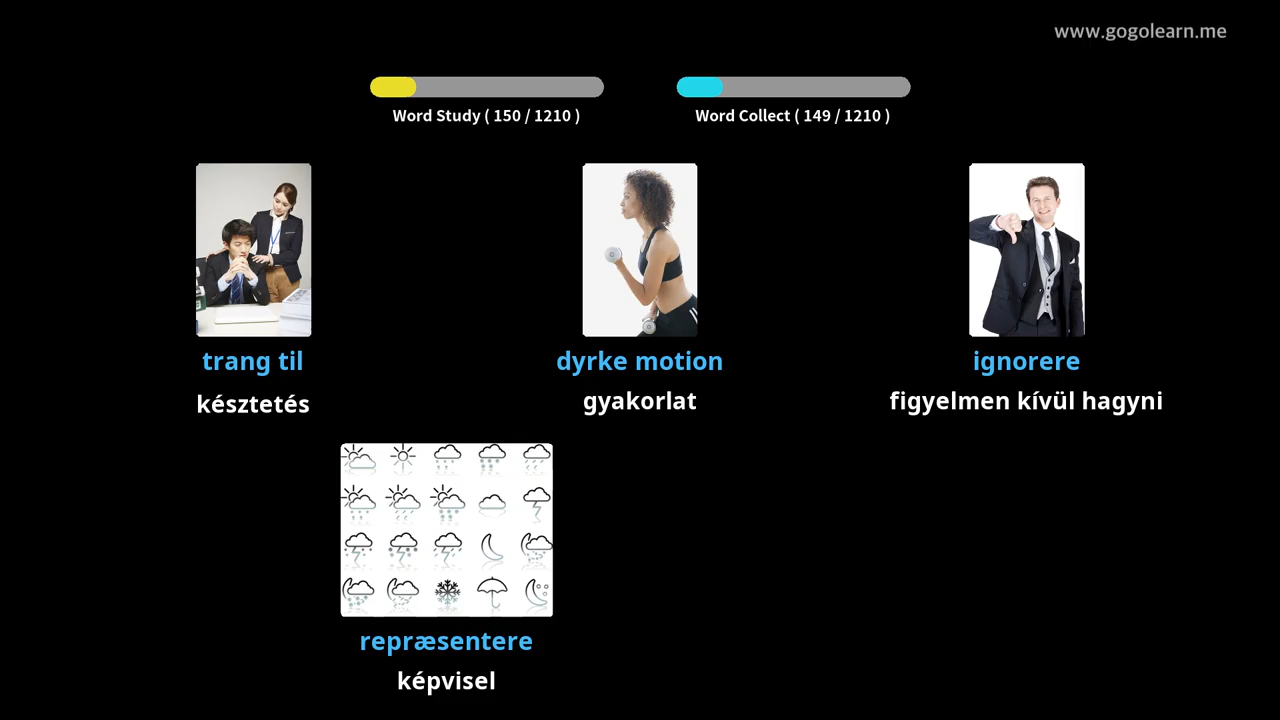 www.gogolearn.me
Word Study ( 150 / 1210 )
Word Collect ( 149 / 1210 )
trang til
dyrke motion
ignorere
késztetés
gyakorlat
figyelmen kívül hagyni
repræsentere
képvisel